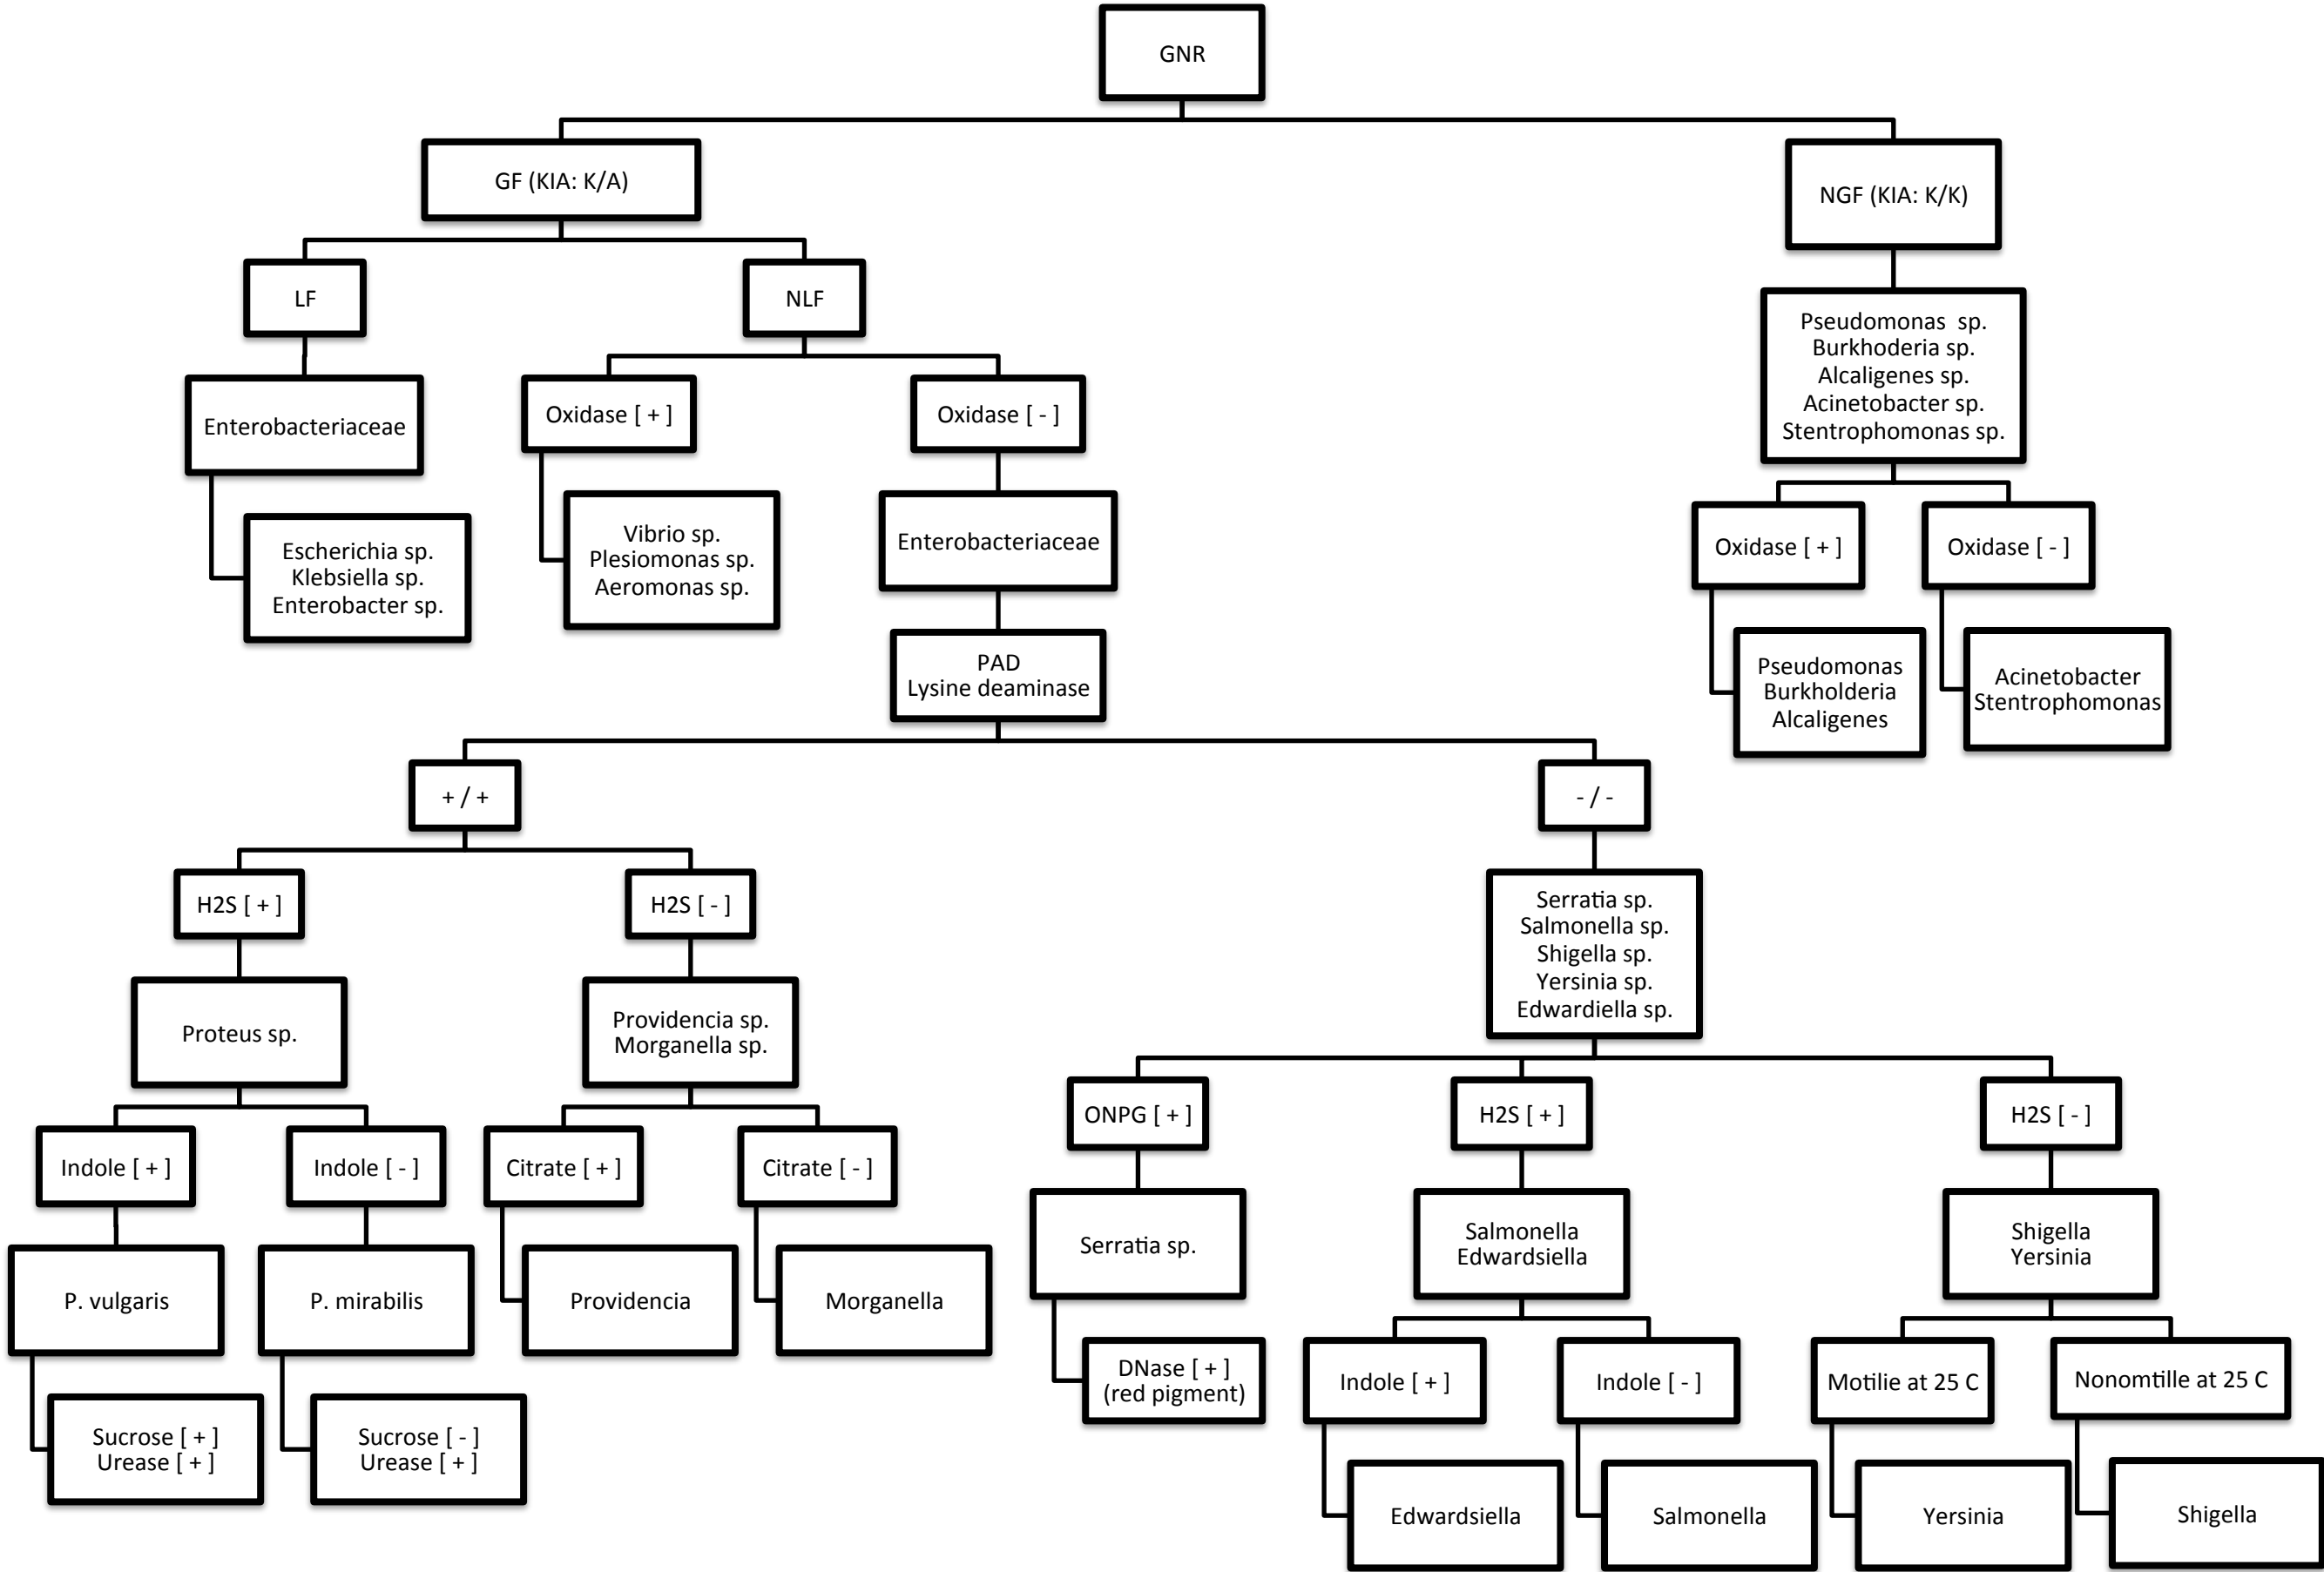 GNR
GF (KIA: K/A)
NGF (KIA: K/K)
LF
NLF
Pseudomonas sp.
Burkhoderia sp.
Alcaligenes sp.
Acinetobacter sp.
Stentrophomonas sp.
Enterobacteriaceae
Oxidase [ + ]
Oxidase [ - ]
Escherichia sp.
Klebsiella sp.
Enterobacter sp.
Vibrio sp.
Plesiomonas sp.
Aeromonas sp.
Enterobacteriaceae
Oxidase [ + ]
Oxidase [ - ]
PAD
Lysine deaminase
Pseudomonas
Burkholderia
Alcaligenes
Acinetobacter
Stentrophomonas
+ / +
- / -
H2S [ + ]
H2S [ - ]
Serratia sp.
Salmonella sp.
Shigella sp.
Yersinia sp.
Edwardiella sp.
Proteus sp.
Providencia sp.
Morganella sp.
ONPG [ + ]
H2S [ + ]
H2S [ - ]
Indole [ + ]
Indole [ - ]
Citrate [ + ]
Citrate [ - ]
Serratia sp.
Salmonella
Edwardsiella
Shigella
Yersinia
P. vulgaris
P. mirabilis
Providencia
Morganella
DNase [ + ]
(red pigment)
Indole [ + ]
Indole [ - ]
Motilie at 25 C
Nonomtille at 25 C
Sucrose [ + ]
Urease [ + ]
Sucrose [ - ]
Urease [ + ]
Edwardsiella
Salmonella
Yersinia
Shigella